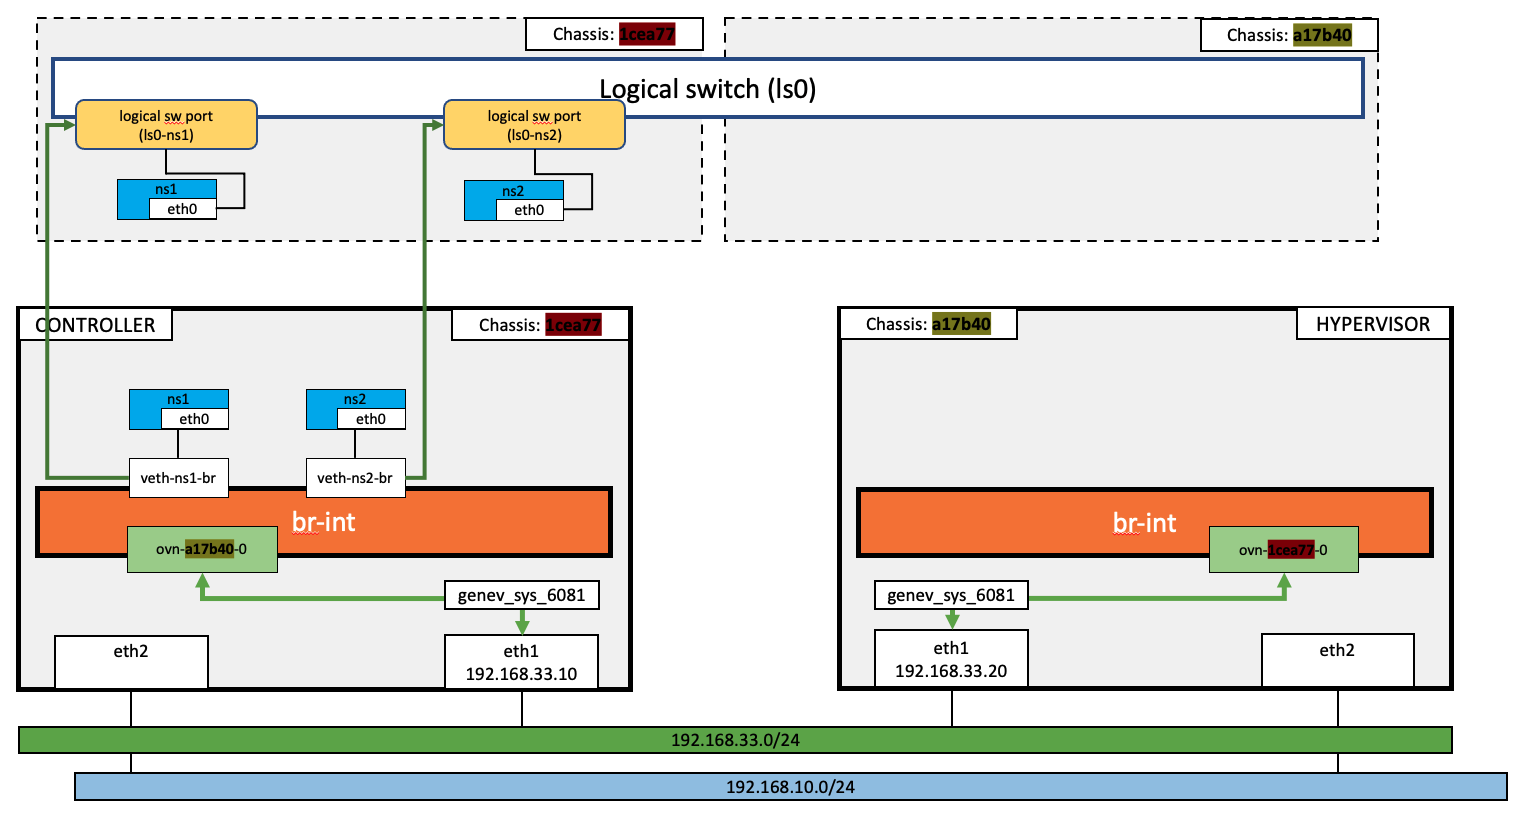 Chassis: 1cea77
Chassis: a17b40
Logical switch (ls0)
logical sw port
(ls0-ns1)
logical sw port
(ls0-ns2)
ns1
eth0
ns2
eth0
CONTROLLER
Chassis: 1cea77
Chassis: a17b40
HYPERVISOR
ns1
eth0
ns2
eth0
veth-ns1-br
veth-ns2-br
br-int
br-int
ovn-a17b40-0
ovn-1cea77-0
genev_sys_6081
genev_sys_6081
eth2
eth1
192.168.33.10
eth1
192.168.33.20
eth2
192.168.33.0/24
192.168.10.0/24